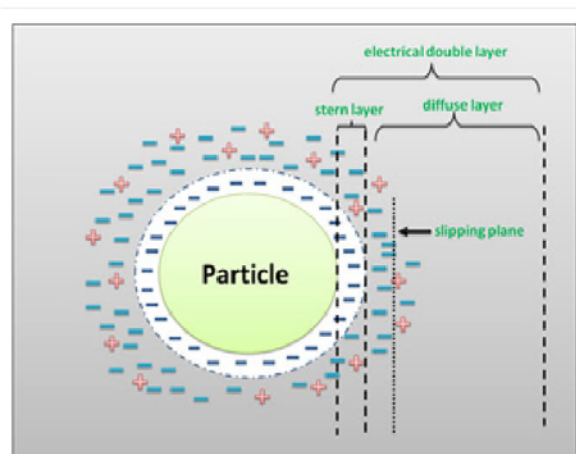 electrical double layer
stern layer
diffuse layer
slipping plane
Particle